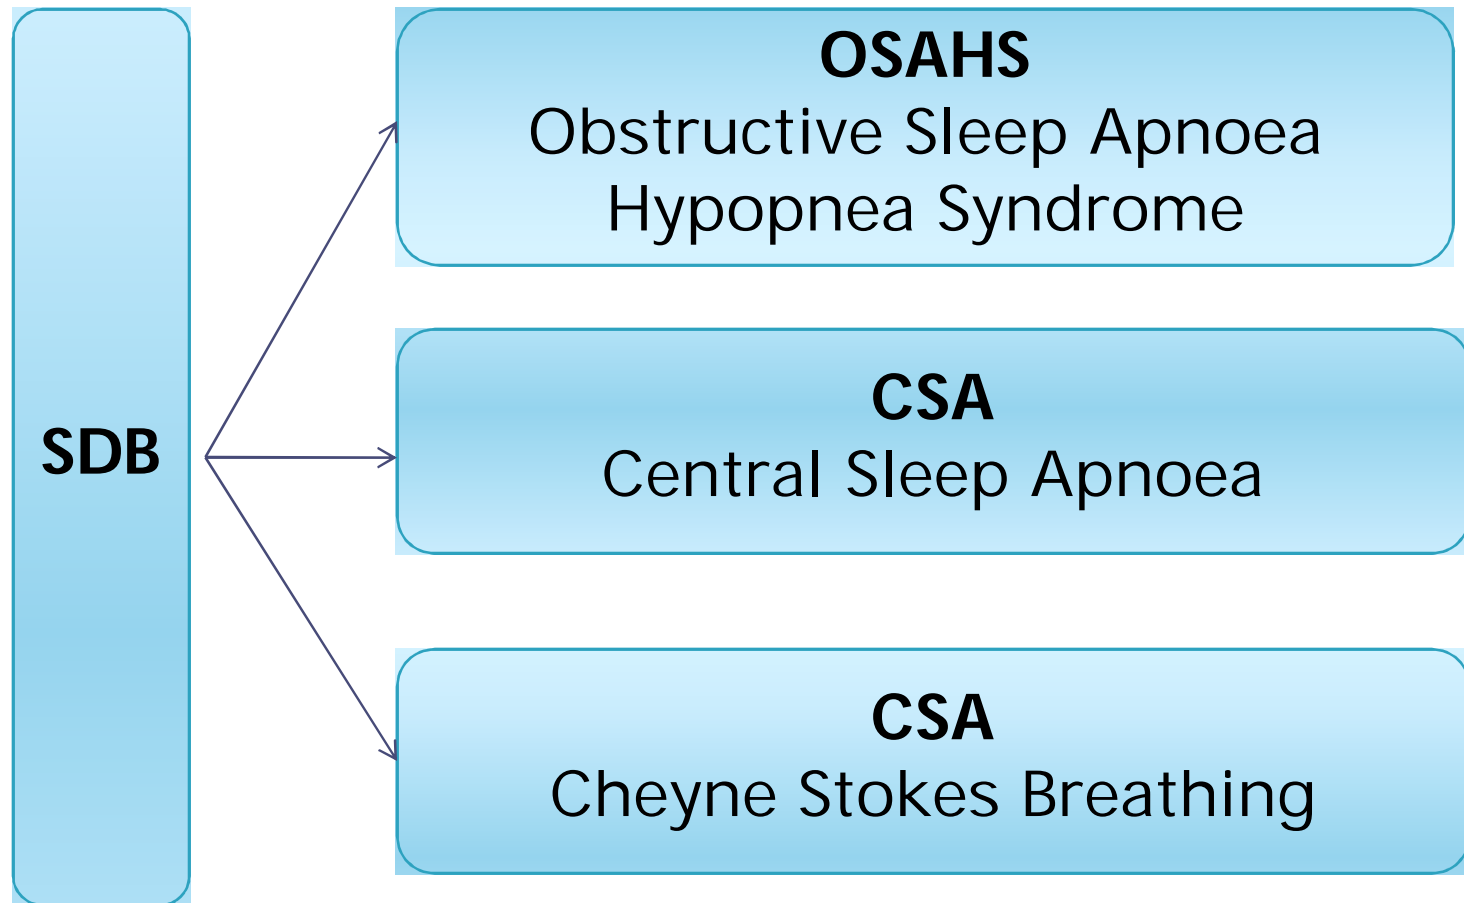 SDB
OSAHS
Obstructive Sleep Apnoea
Hypopnea Syndrome
CSA
Central Sleep Apnoea
CSA
Cheyne Stokes Breathing